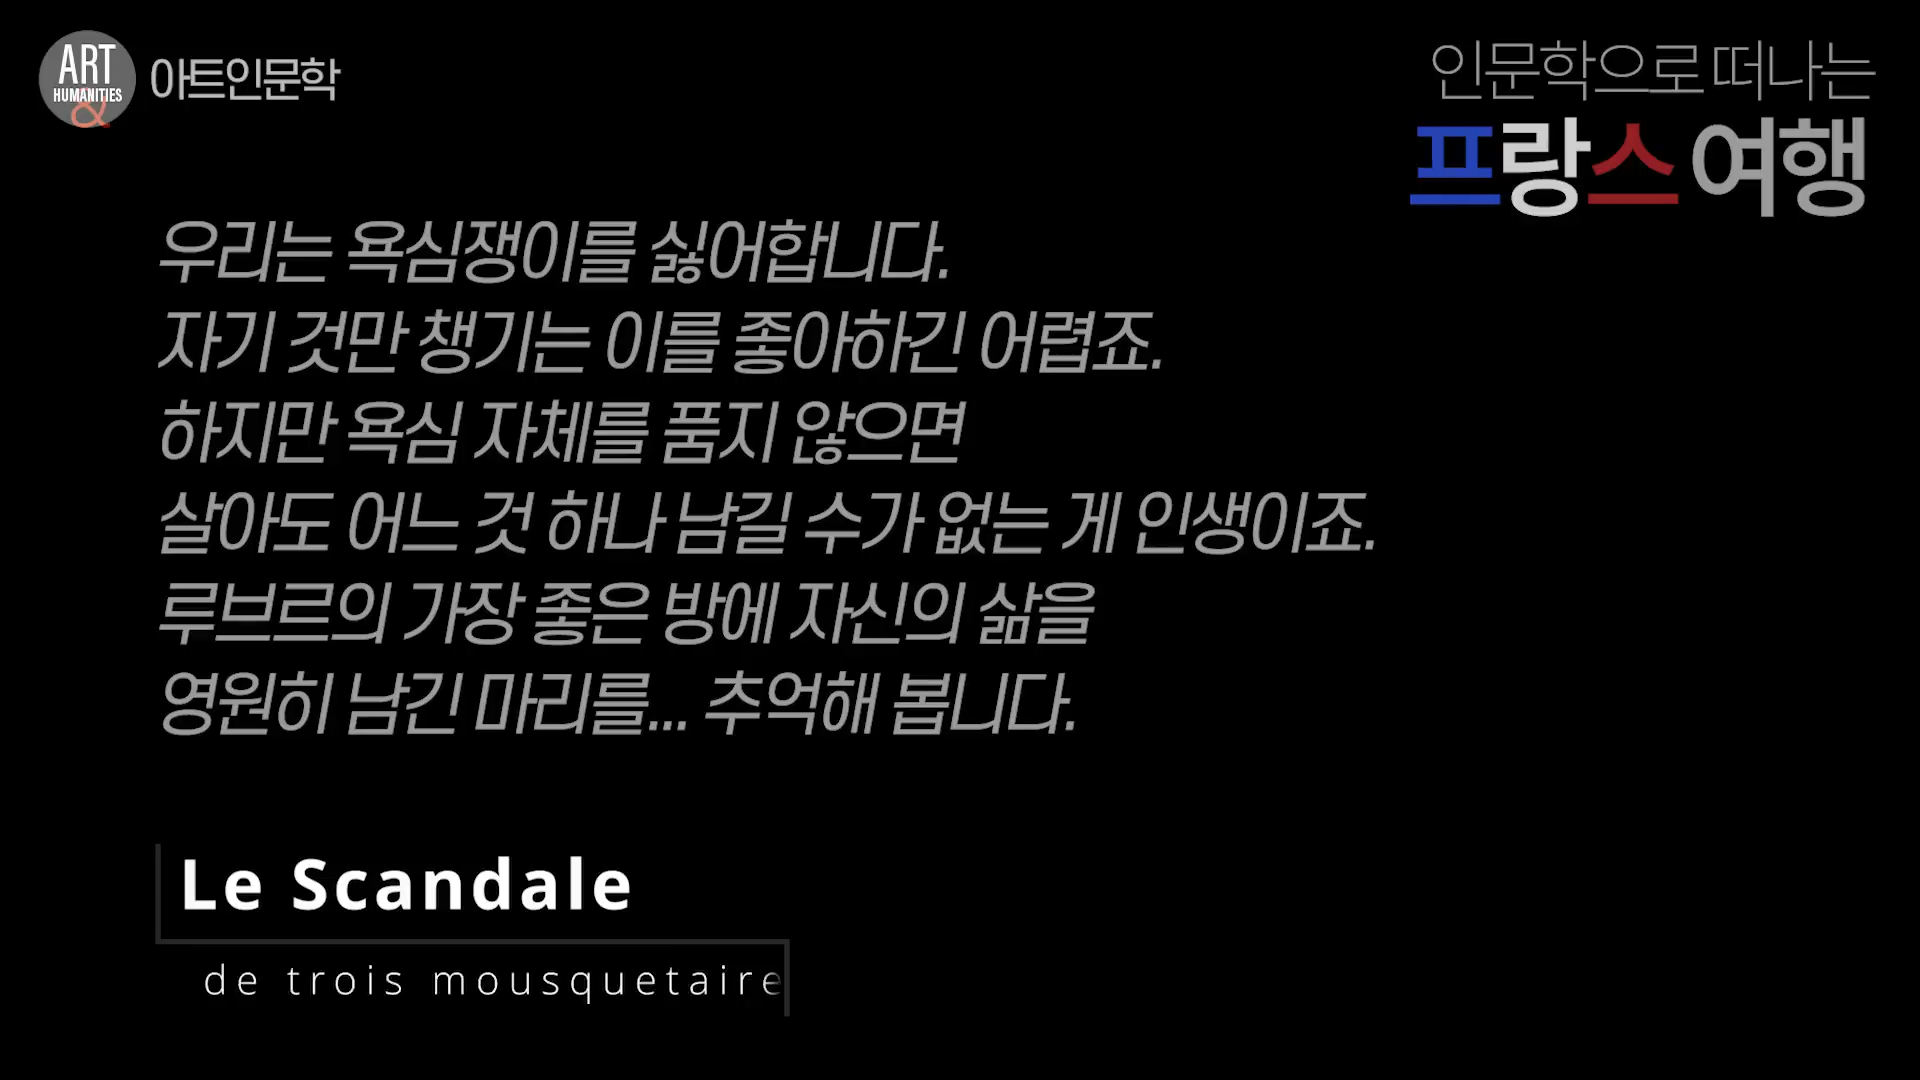 ART
HUMANITIES
&
아트인문학
인문학으로 떠나는
프랑스 여행
우리는 욕심쟁이를 싫어합니다.
자기 것만 챙기는 이를 좋아하긴 어렵죠.
하지만 욕심 자체를 품지 않으면
살아도 어느 것 하나 남길 수가 없는 게 인생이죠.
루브르의 가장 좋은 방에 자신의 삶을
영원히 남긴 마리를... 추억해 봅니다.
Le Scandale
de trois mousquetaire